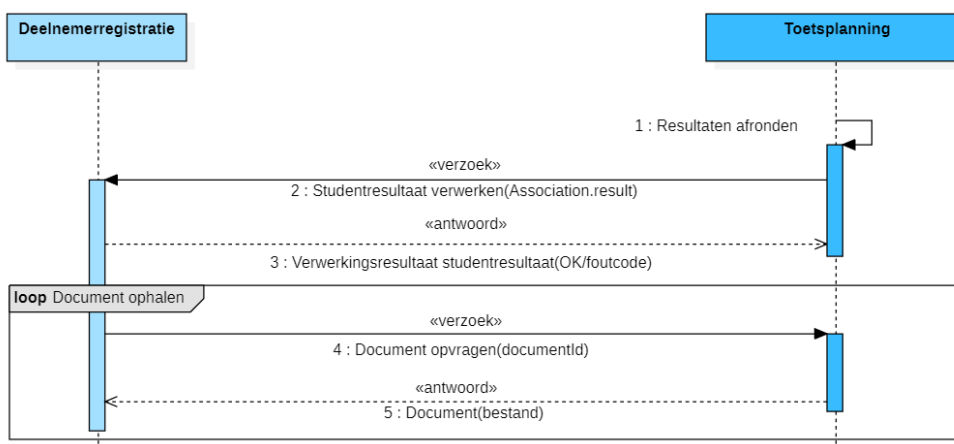 Deelnemerregistratie
Toetsplanning
1 : Resultaten afronden
«verzoek»
2 : Studentresultaat verwerken(Association.result)
«antwoord»
3 : Verwerkingsresultaat studentresultaat(OK/foutcode)
loop Document ophalen
«verzoek»
4 : Document opvragen(documentId)
«antwoord»
5 : Document(bestand)